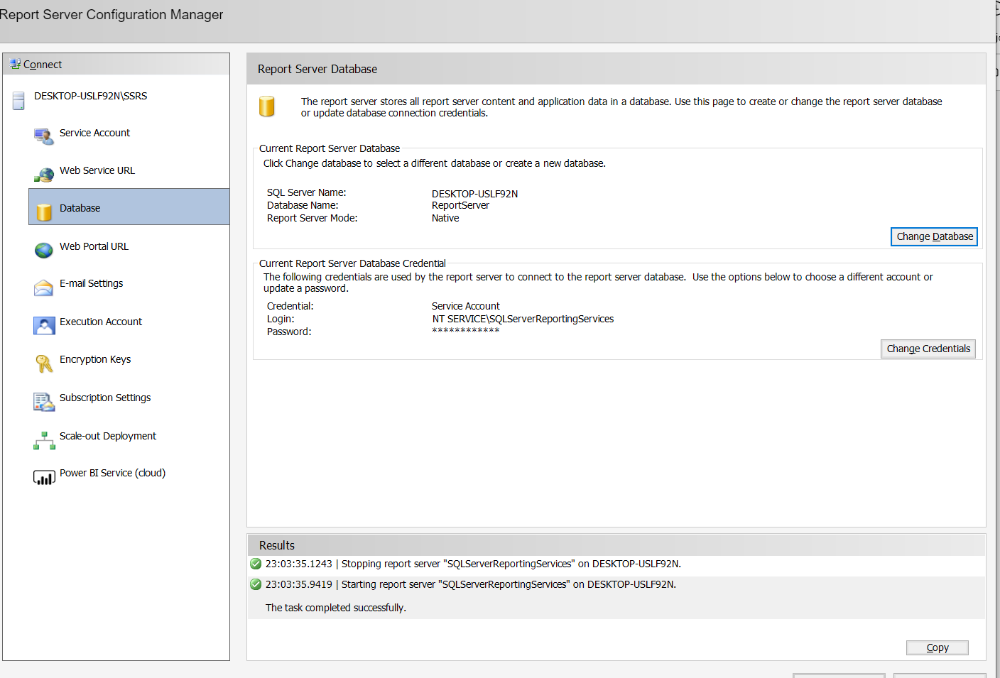 Report Server Configuration Manager
Connect
DESKTOP-USLF92N\SSRS
Service Account
Web Service URL
Database
Web Portal URL
E-mail Settings
Execution Account
Encryption Keys
Subscription Settings
Scale-out Deployment
Power BI Service (cloud)
Report Server Database
The report server stores all report server content and application data in a database. Use this page to create or change the report server database
or update database connection credentials.
Current Report Server Database
Click Change database to select a different database or create a new database.
SQL Server Name: DESKTOP-USLF92N
Database Name: ReportServer
Report Server Mode: Native
Change Database
Current Report Server Database Credential
The following credentials are used by the report server to connect to the report server database.  Use the options below to choose a different account or
update a password.
Credential: Service Account
Login: NT SERVICE\SQLServerReportingServices
Password: ************
Change Credentials
Results
23:03:35.1243 | Stopping report server "SQLServerReportingServices" on DESKTOP-USLF92N.
23:03:35.9419 | Starting report server "SQLServerReportingServices" on DESKTOP-USLF92N.
The task completed successfully.
Copy